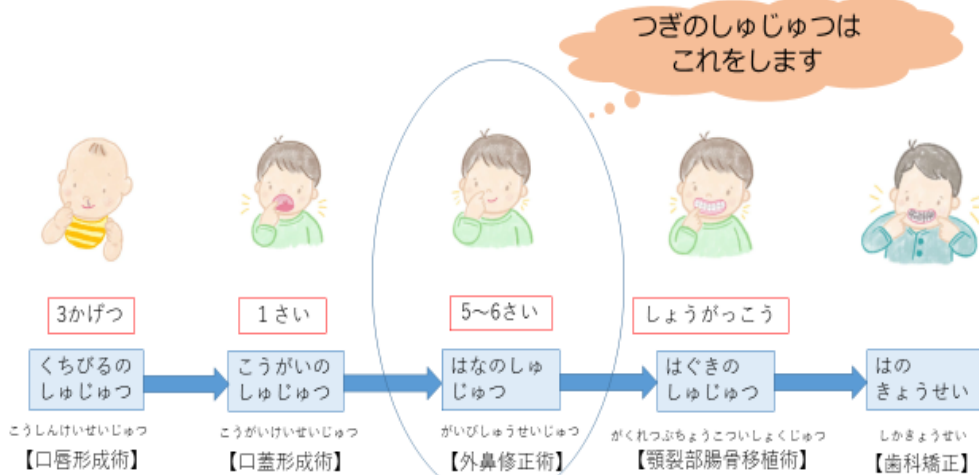 つぎのしゅじゅつは
これをします
3かげつ
1さい
5～6さい
しょうがっこう
くちびるの
しゅじゅつ
こうがいの
しゅじゅつ
はなのしゅ
じゅつ
はぐきの
しゅじゅつ
はの
きょうせい
こうしんけいせいじゅつ
【口唇形成術】
こうがいけいせいじゅつ
【口蓋形成術】
がいびしゅうせいじゅつ
【外鼻修正術】
がくれつぶちょうこついしょくじゅつ
【顎裂部腸骨移植術】
しかきょうせい
【歯科矯正】